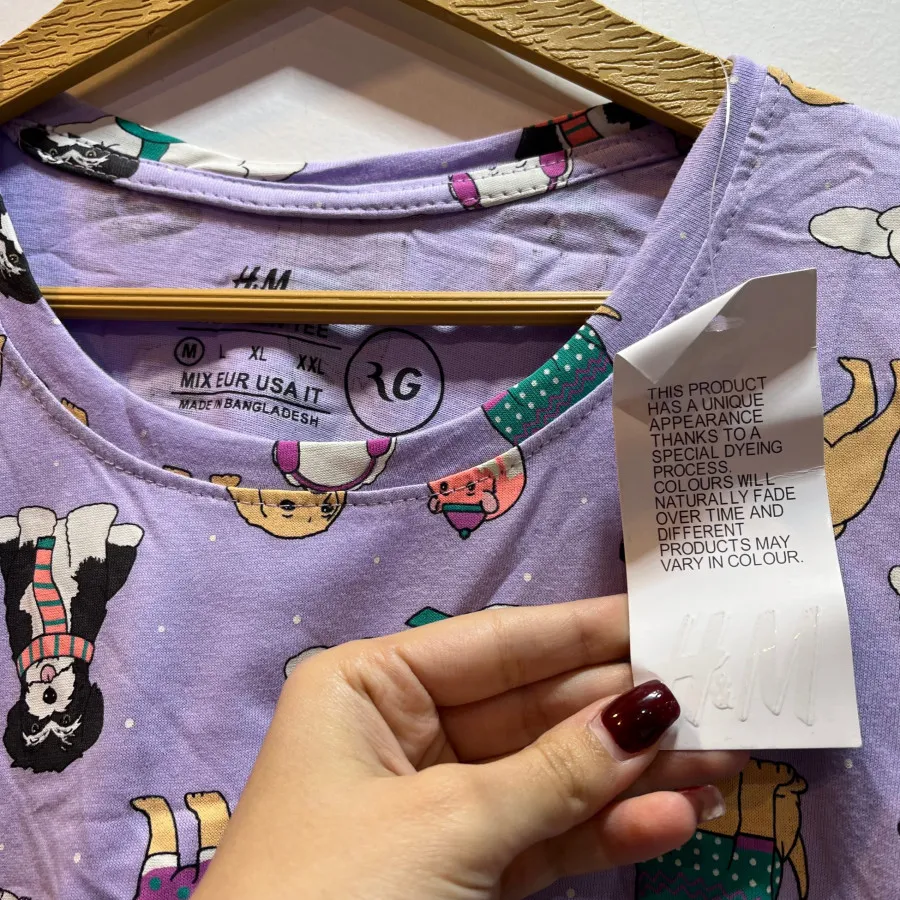 H&M
TEE
M L XL XXL
MIX EUR USA IT
MADE IN BANGLADESH
RG
THIS PRODUCT
HAS A UNIQUE
APPEARANCE
THANKS TO A
SPECIAL DYEING
PROCESS.
COLOURS WILL
NATURALLY FADE
OVER TIME AND
DIFFERENT
PRODUCTS MAY
VARY IN COLOUR.
H&M